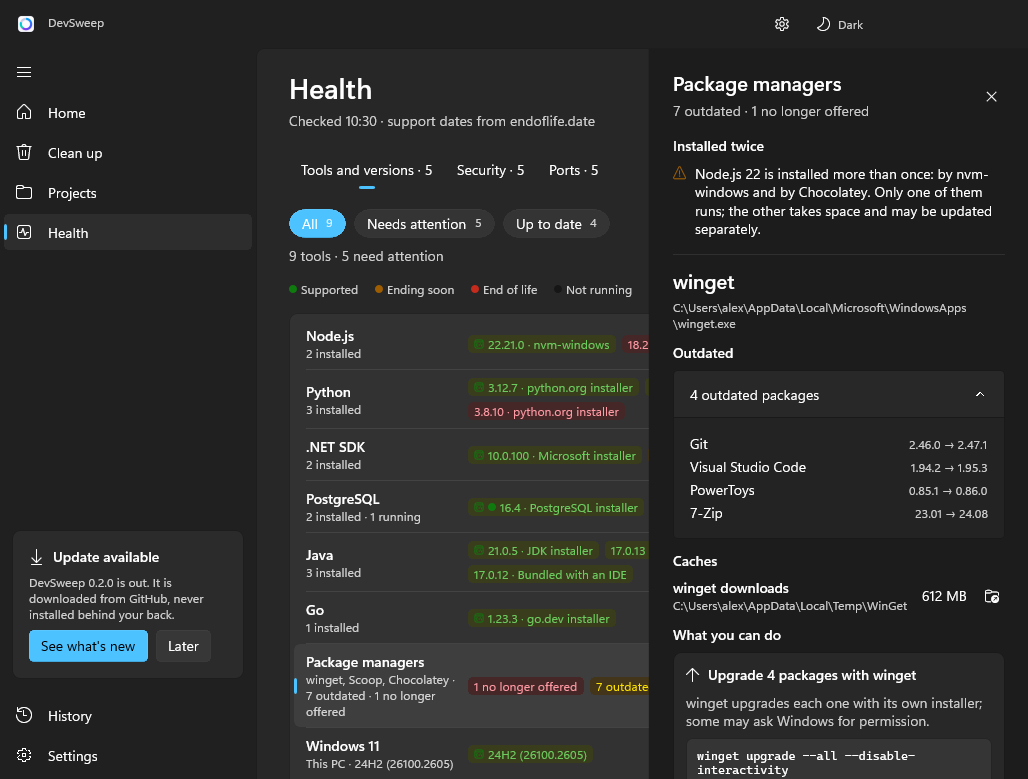 DevSweep
Dark
Home
Clean up
Projects
Health
Update available
DevSweep 0.2.0 is out. It is
downloaded from GitHub, never
installed behind your back.
See what's new
Later
History
Settings
Health
Checked 10:30 · support dates from endoflife.date
Tools and versions · 5
Security · 5
Ports · 5
All 9
Needs attention 5
Up to date 4
9 tools · 5 need attention
Supported
Ending soon
End of life
Not running
Node.js
2 installed
22.21.0 · nvm-windows
18.2
Python
3 installed
3.12.7 · python.org installer
3.8.10 · python.org installer
.NET SDK
2 installed
10.0.100 · Microsoft installer
PostgreSQL
2 installed · 1 running
16.4 · PostgreSQL installer
Java
3 installed
21.0.5 · JDK installer
17.0.13
17.0.12 · Bundled with an IDE
Go
1 installed
1.23.3 · go.dev installer
Package managers
winget, Scoop, Chocolatey ·
7 outdated · 1 no longer
offered
1 no longer offered
7 outdate
Windows 11
This PC · 24H2 (26100.2605)
24H2 (26100.2605)
Package managers
7 outdated · 1 no longer offered
Installed twice
Node.js 22 is installed more than once: by nvm-
windows and by Chocolatey. Only one of them
runs; the other takes space and may be updated
separately.
winget
C:\Users\alex\AppData\Local\Microsoft\WindowsApps
\winget.exe
Outdated
4 outdated packages
Git 2.46.0 → 2.47.1
Visual Studio Code 1.94.2 → 1.95.3
PowerToys 0.85.1 → 0.86.0
7-Zip 23.01 → 24.08
Caches
winget downloads
C:\Users\alex\AppData\Local\Temp\WinGet
612 MB
What you can do
Upgrade 4 packages with winget
winget upgrades each one with its own installer;
some may ask Windows for permission.
winget upgrade --all --disable-
interactivity